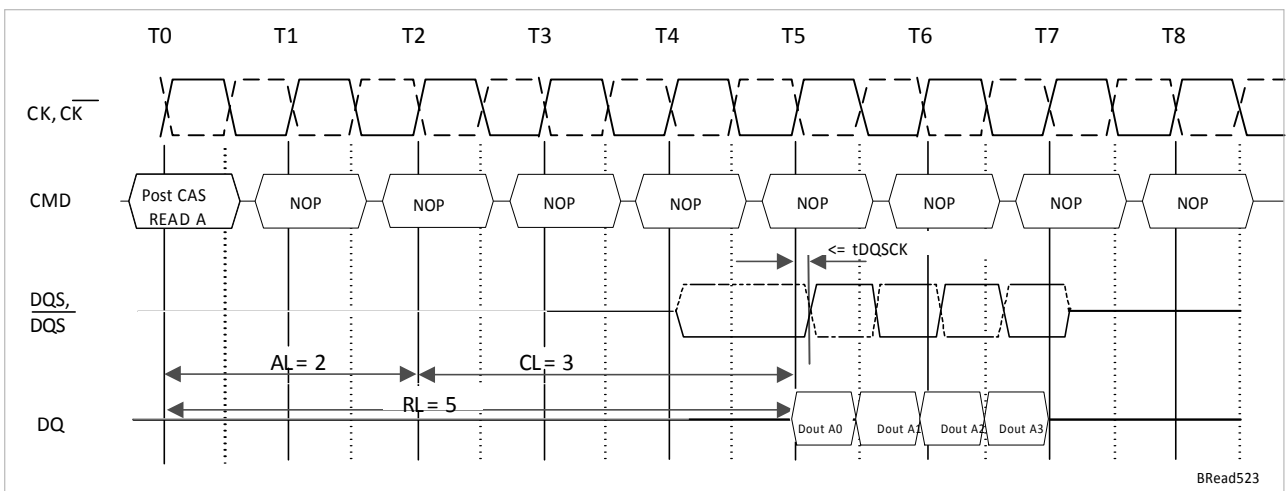 T0 T1 T2 T3 T4 T5 T6 T7 T8
CK, CK
CMD
Post CAS
READ A
NOP NOP NOP NOP NOP NOP NOP NOP
<= tDQSCK
DQS,
DQS
AL = 2 CL = 3
RL = 5
DQ
Dout A0 Dout A1 Dout A2 Dout A3
BRead523